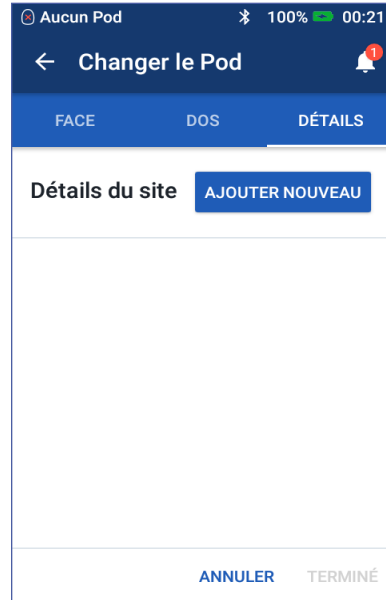 Aucun Pod 100% 00:21
Changer le Pod 1
FACE DOS DÉTAILS
Détails du site AJOUTER NOUVEAU
ANNULER TERMINÉ